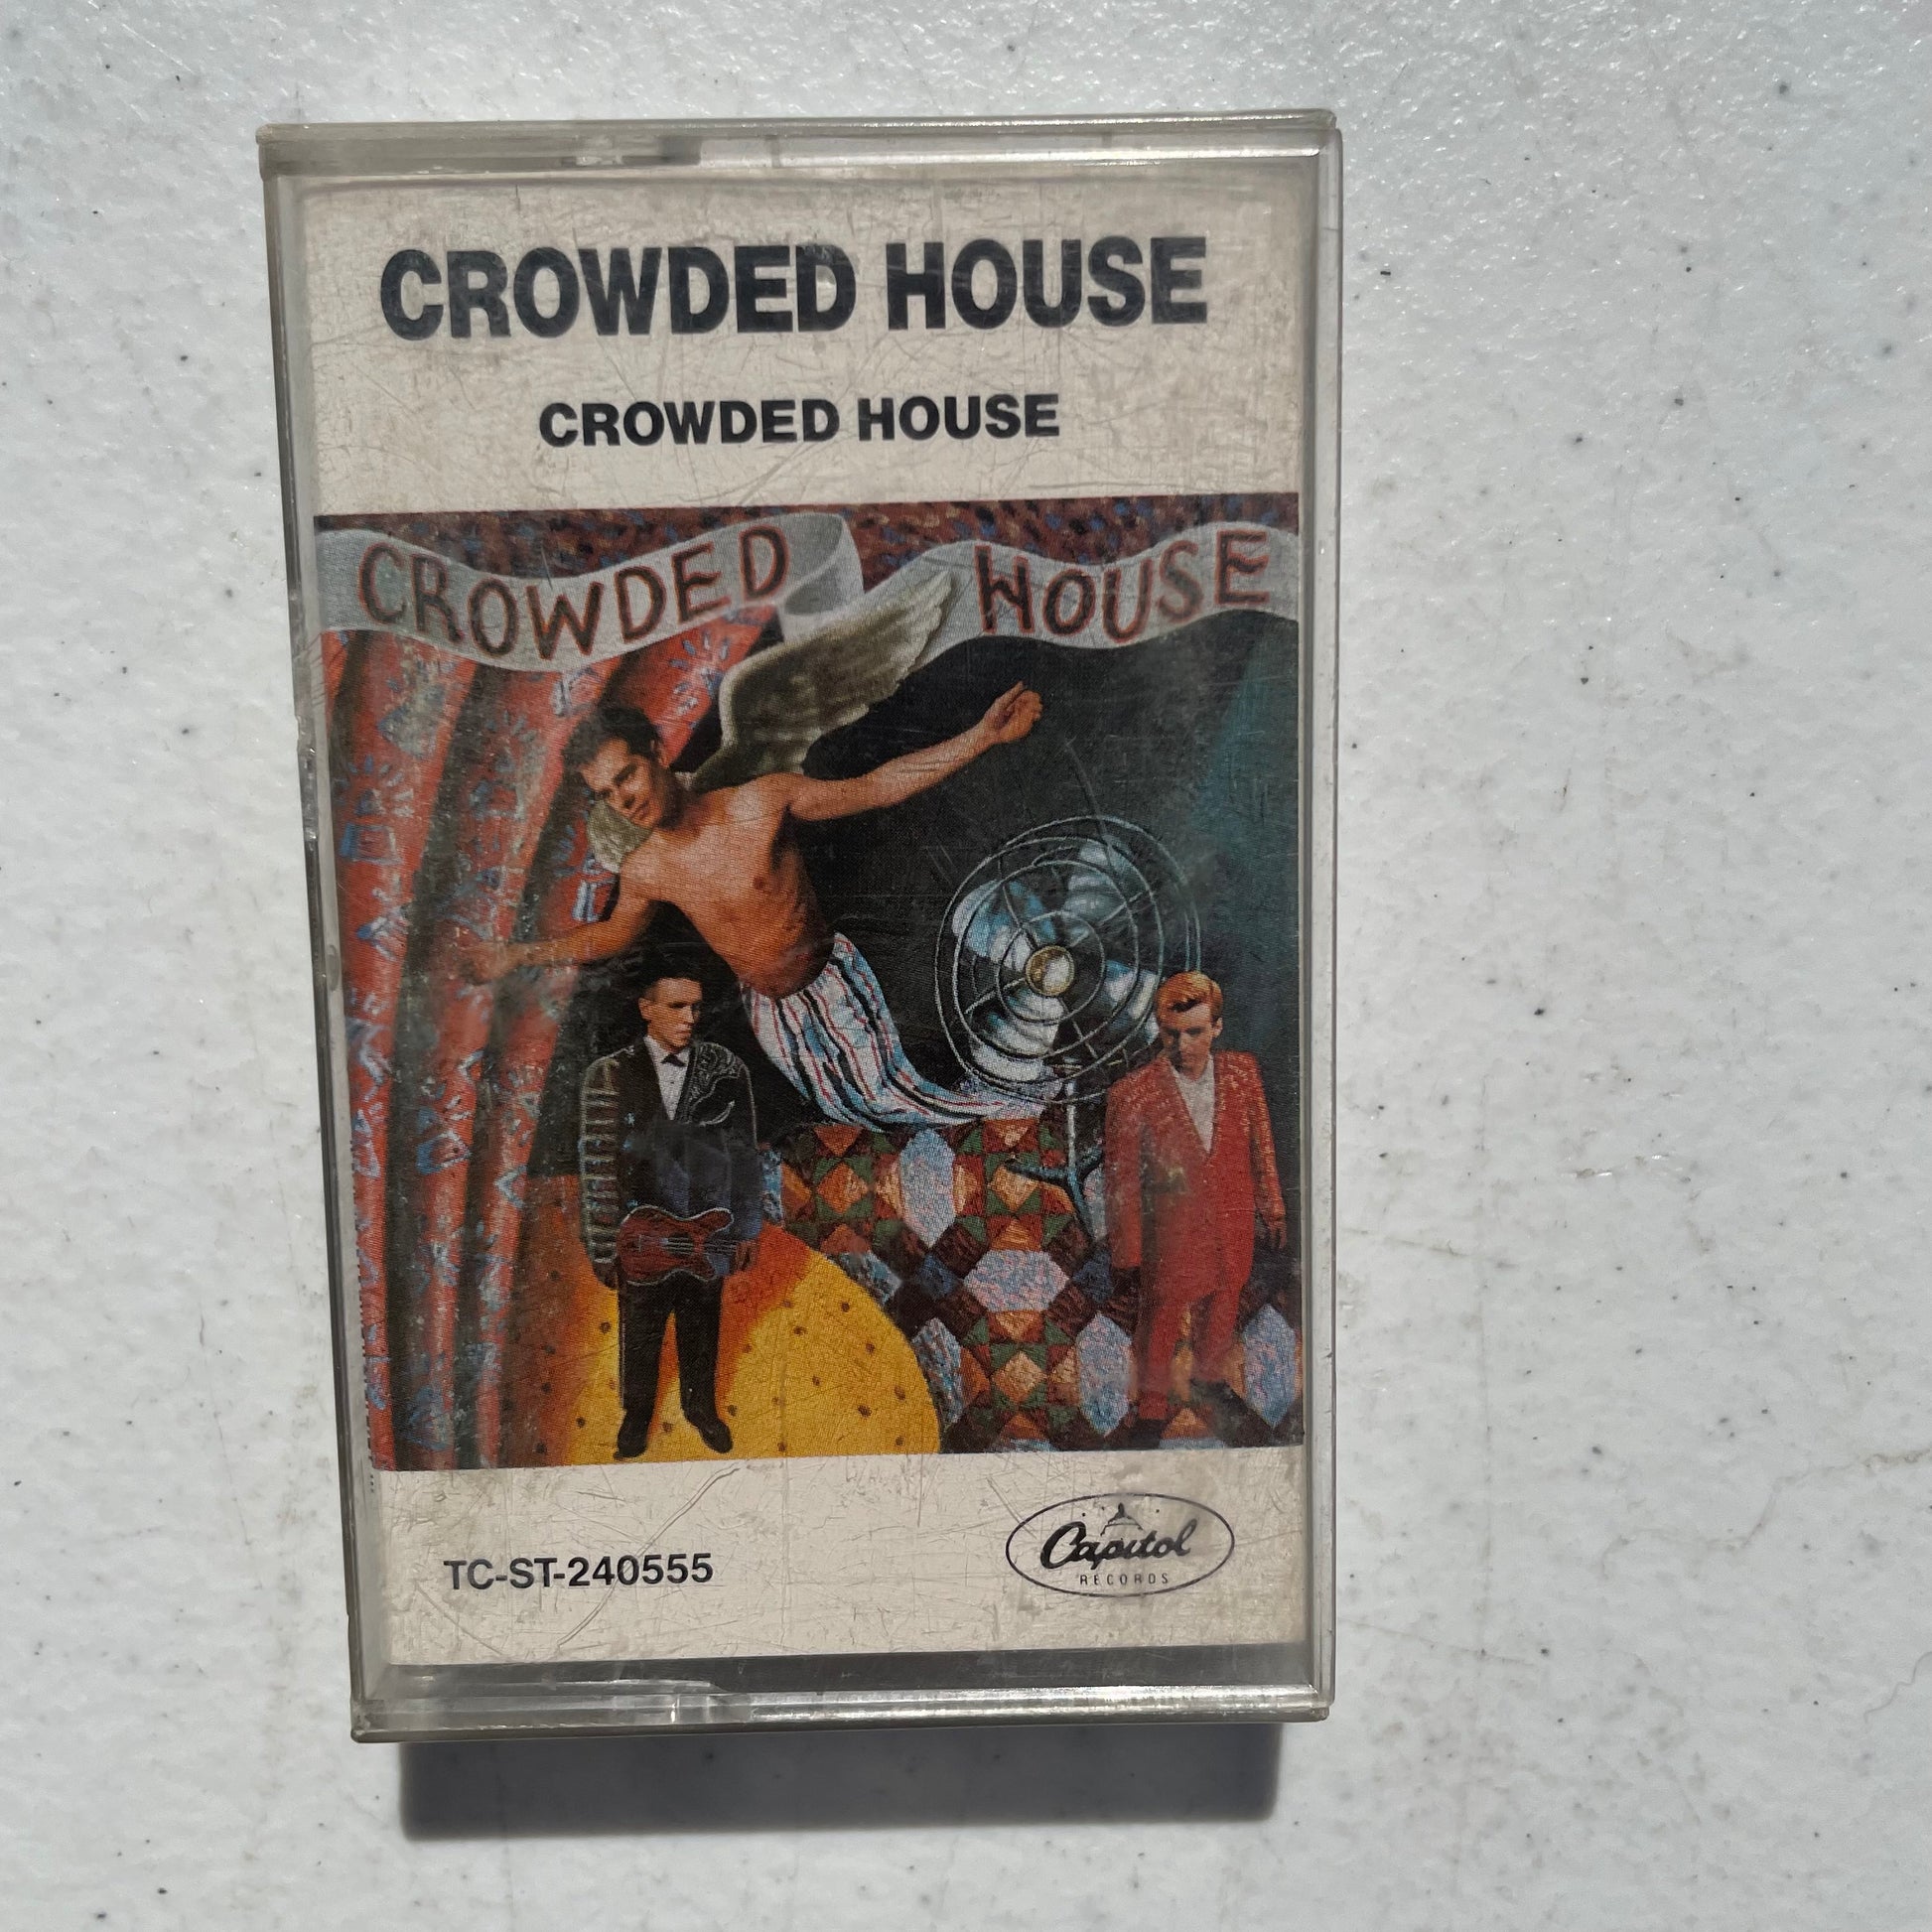 CROWDED HOUSE
CROWDED HOUSE
CROWDED HOUSE
TC-ST-240555
Capitol
RECORDS